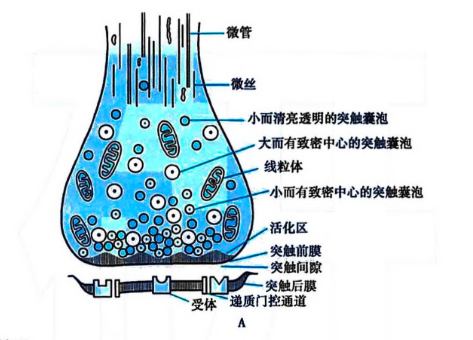 微管
微丝
小而清亮透明的突触囊泡
大而有致密中心的突触囊泡
线粒体
小而有致密中心的突触囊泡
活化区
突触前膜
突触间隙
突触后膜
受体
递质门控通道
A